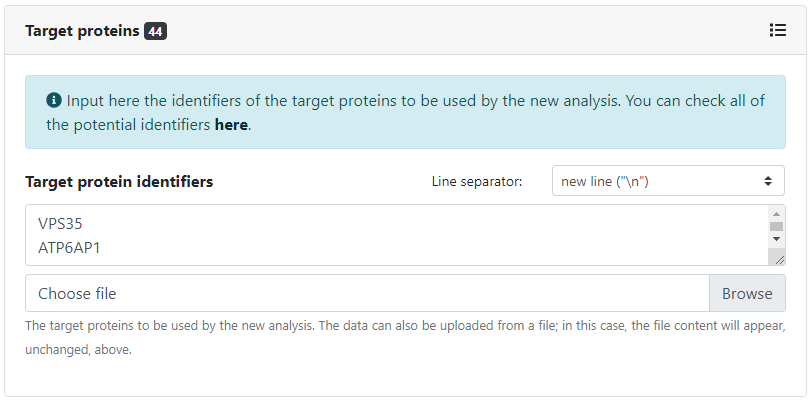 Target proteins 44
Input here the identifiers of the target proteins to be used by the new analysis. You can check all of
the potential identifiers here.
Target protein identifiers Line separator: new line ("\n")
VPS35
ATP6AP1
Choose file Browse
The target proteins to be used by the new analysis. The data can also be uploaded from a file; in this case, the file content will appear,
unchanged, above.